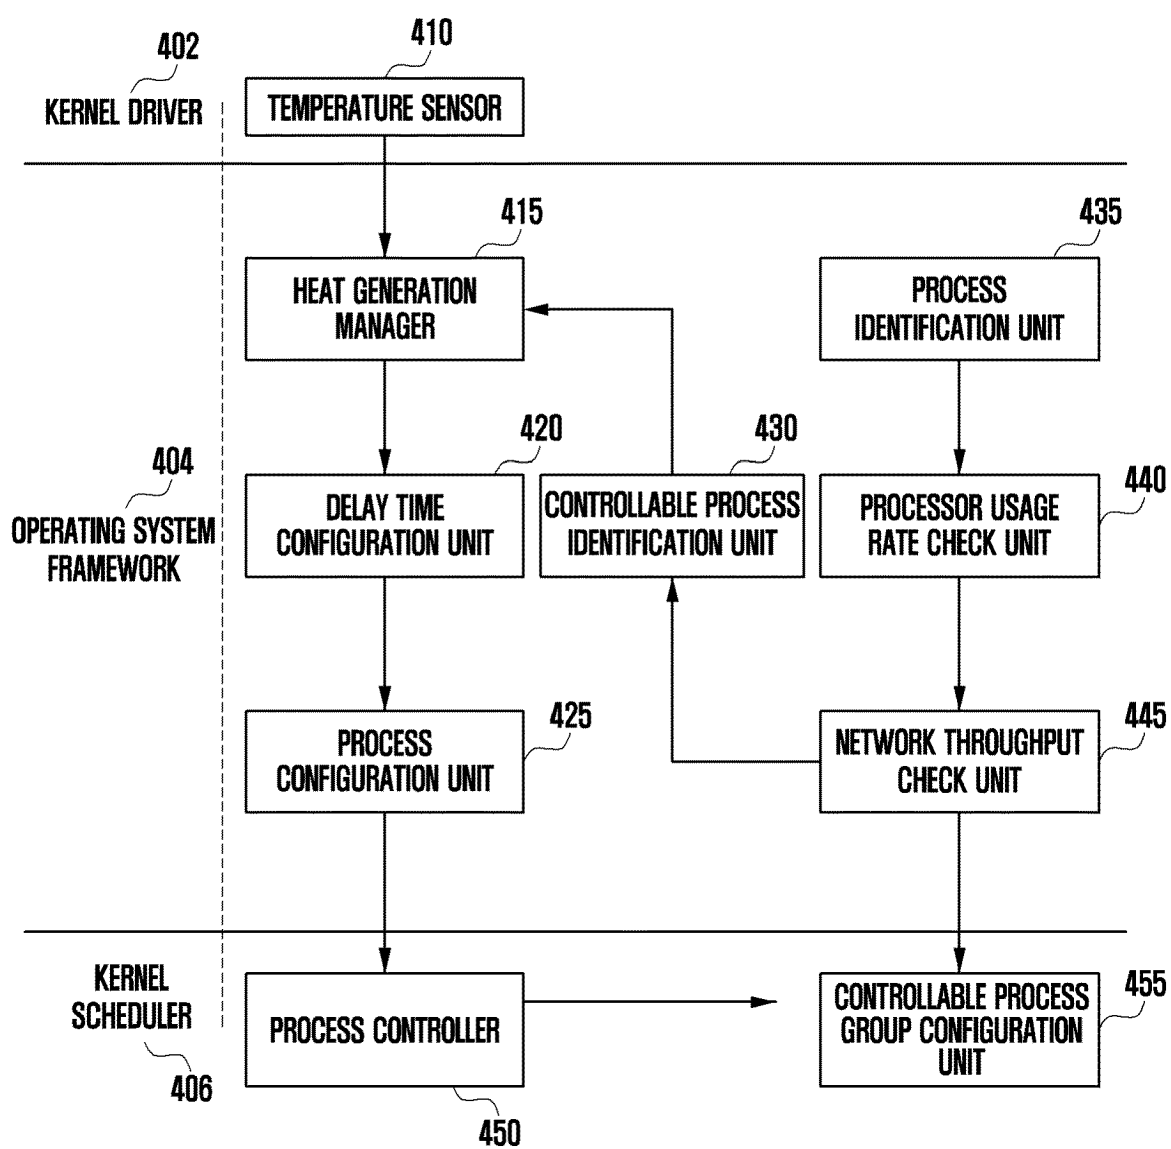 410
402
KERNEL DRIVER
TEMPERATURE SENSOR
415
435
HEAT GENERATION
MANAGER
PROCESS
IDENTIFICATION UNIT
420
430
404
OPERATING SYSTEM
FRAMEWORK
DELAY TIME
CONFIGURATION UNIT
CONTROLLABLE PROCESS
IDENTIFICATION UNIT
PROCESSOR USAGE
RATE CHECK UNIT
440
425
PROCESS
CONFIGURATION UNIT
NETWORK THROUGHPUT
CHECK UNIT
445
KERNEL
SCHEDULER
406
PROCESS CONTROLLER
450
CONTROLLABLE PROCESS
GROUP CONFIGURATION
UNIT
455